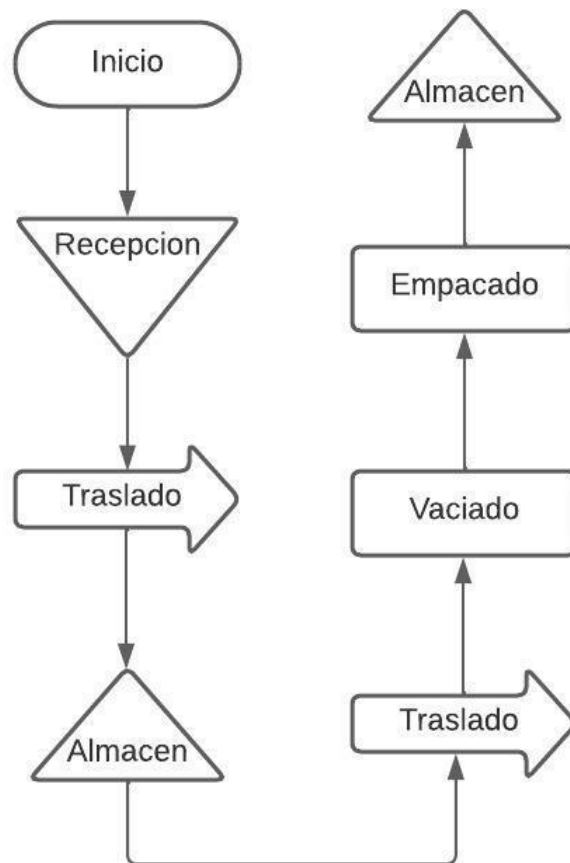 Inicio
Recepcion
Traslado
Almacen
Traslado
Vaciado
Empacado
Almacen